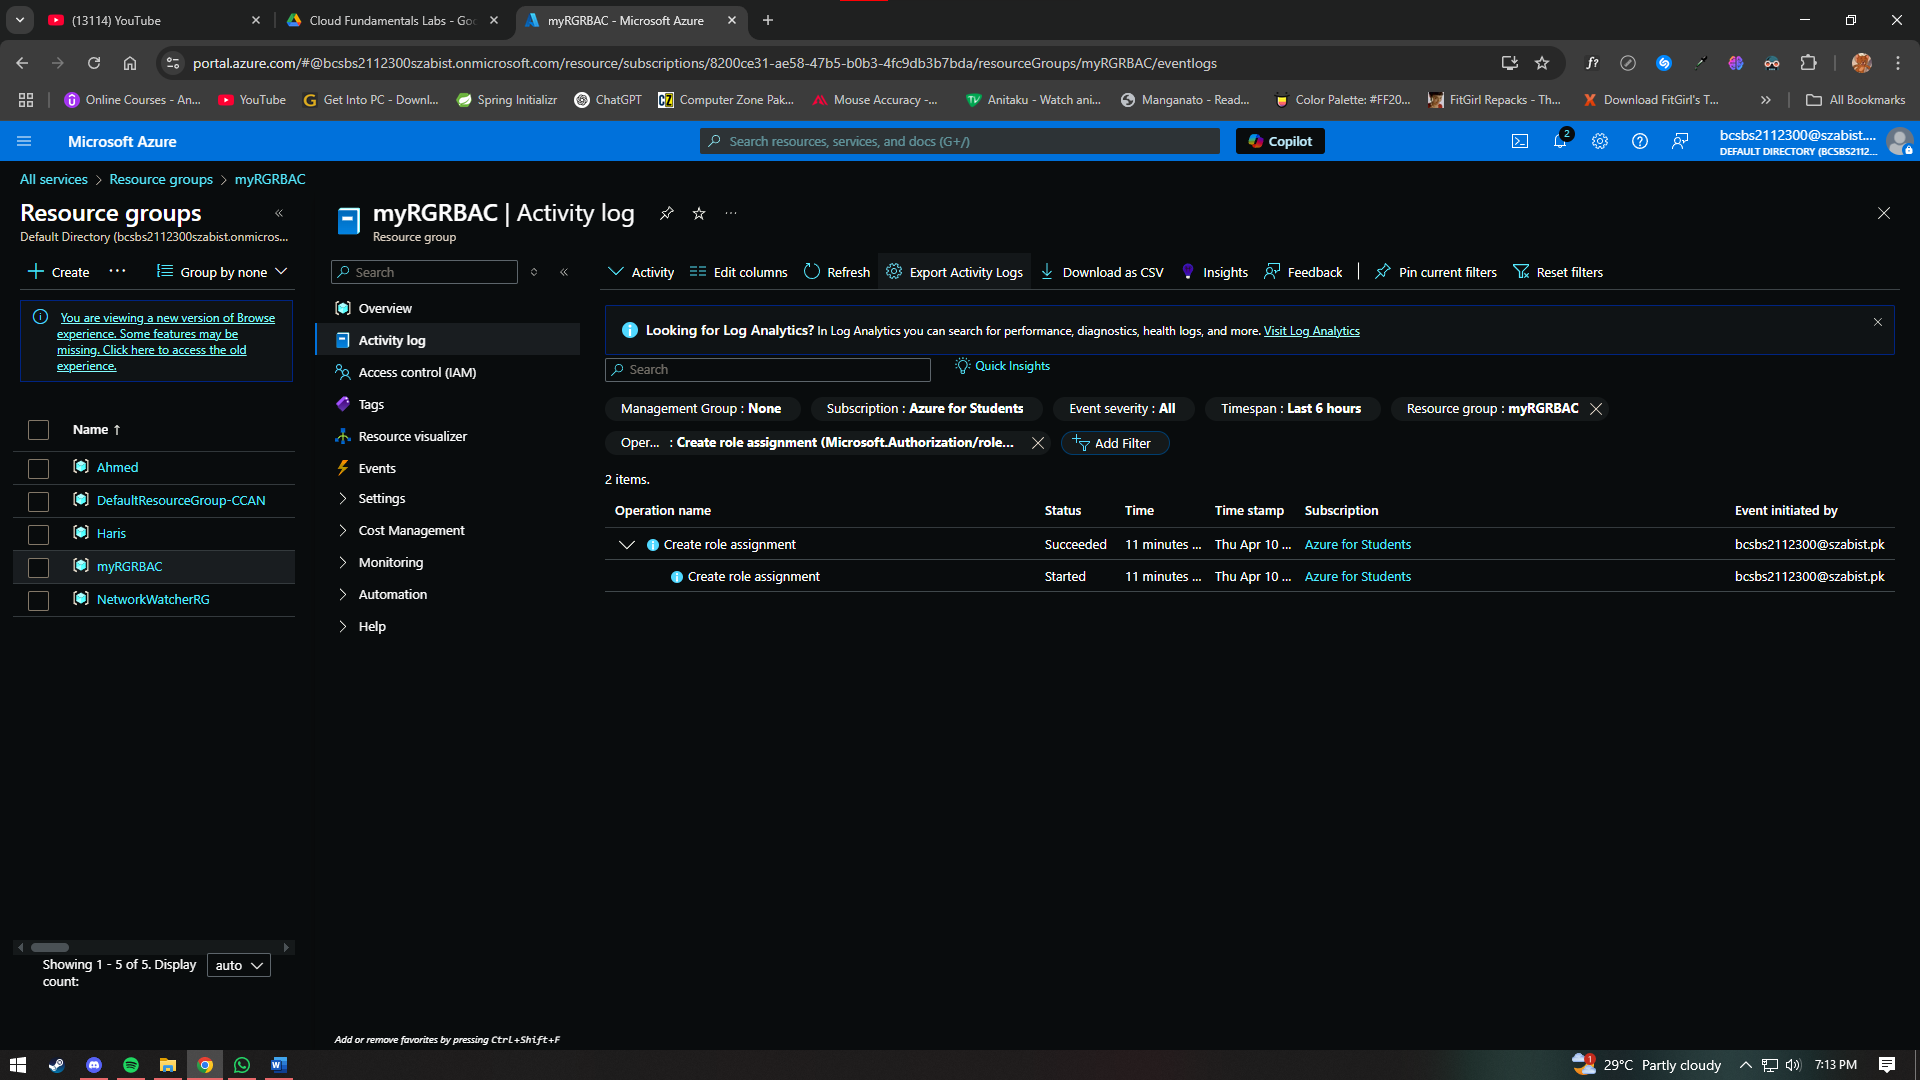 (13114) YouTube
Cloud Fundamentals Labs - Goo
myRGRBAC - Microsoft Azure
portal.azure.com/#@bcsbs2112300szabist.onmicrosoft.com/resource/subscriptions/8200ce31-ae58-47b5-b0b3-4fc9db3b7bda/resourceGroups/myRGRBAC/eventlogs
f?
Online Courses - An...
YouTube
Get Into PC - Downl...
Spring Initializr
ChatGPT
CZ
Computer Zone Pak...
Mouse Accuracy -...
Anitaku - Watch ani...
Manganato - Read...
Color Palette: #FF20...
FitGirl Repacks - Th...
Download FitGirl's T...
All Bookmarks
Microsoft Azure
Search resources, services, and docs (G+/)
Copilot
2
bcsbs2112300@szabist....
DEFAULT DIRECTORY (BCSBS2112...
All services > Resource groups > myRGRBAC
Resource groups
Default Directory (bcsbs2112300szabist.onmicros...
Create
Group by none
You are viewing a new version of Browse
experience. Some features may be
missing. Click here to access the old
experience.
Name ↑
Ahmed
DefaultResourceGroup-CCAN
Haris
myRGRBAC
NetworkWatcherRG
Showing 1 - 5 of 5. Display
count:
auto
myRGRBAC | Activity log
Resource group
Search
Overview
Activity log
Access control (IAM)
Tags
Resource visualizer
Events
Settings
Cost Management
Monitoring
Automation
Help
Add or remove favorites by pressing Ctrl+Shift+F
Activity
Edit columns
Refresh
Export Activity Logs
Download as CSV
Insights
Feedback
Pin current filters
Reset filters
Looking for Log Analytics? In Log Analytics you can search for performance, diagnostics, health logs, and more. Visit Log Analytics
Search
Quick Insights
Management Group : None
Subscription : Azure for Students
Event severity : All
Timespan : Last 6 hours
Resource group : myRGRBAC
Oper... : Create role assignment (Microsoft.Authorization/role...
Add Filter
2 items.
Operation name Status Time Time stamp Subscription Event initiated by
Create role assignment Succeeded 11 minutes ... Thu Apr 10 ... Azure for Students bcsbs2112300@szabist.pk
Create role assignment Started 11 minutes ... Thu Apr 10 ... Azure for Students bcsbs2112300@szabist.pk
1
29°C Partly cloudy
7:13 PM